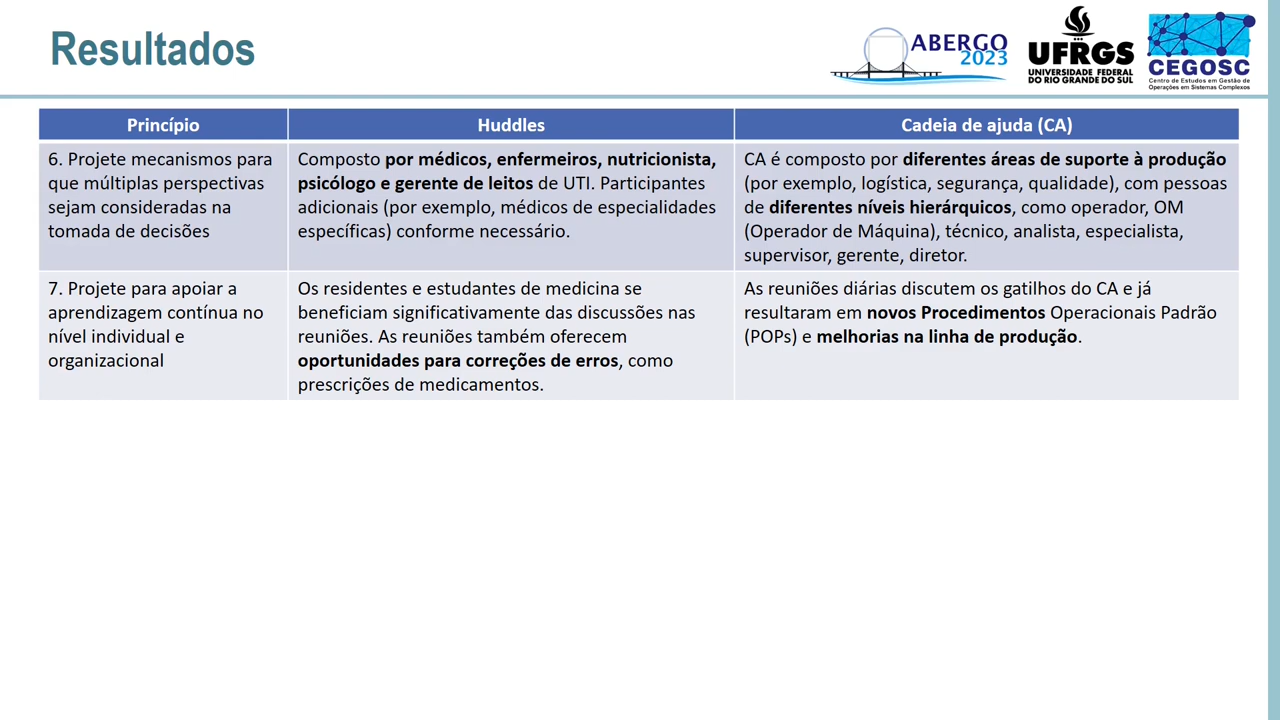 Resultados
ABERGO
2023
UFRGS
UNIVERSIDADE FEDERAL
DO RIO GRANDE DO SUL
CEGOSC
Centro de Estudos em Gestão de
Operações em Sistemas Complexos
Princípio
Huddles
Cadeia de ajuda (CA)
6. Projete mecanismos para
que múltiplas perspectivas
sejam consideradas na
tomada de decisões
Composto por médicos, enfermeiros, nutricionista,
psicólogo e gerente de leitos de UTI. Participantes
adicionais (por exemplo, médicos de especialidades
específicas) conforme necessário.
CA é composto por diferentes áreas de suporte à produção
(por exemplo, logística, segurança, qualidade), com pessoas
de diferentes níveis hierárquicos, como operador, OM
(Operador de Máquina), técnico, analista, especialista,
supervisor, gerente, diretor.
7. Projete para apoiar a
aprendizagem contínua no
nível individual e
organizacional
Os residentes e estudantes de medicina se
beneficiam significativamente das discussões nas
reuniões. As reuniões também oferecem
oportunidades para correções de erros, como
prescrições de medicamentos.
As reuniões diárias discutem os gatilhos do CA e já
resultaram em novos Procedimentos Operacionais Padrão
(POPs) e melhorias na linha de produção.